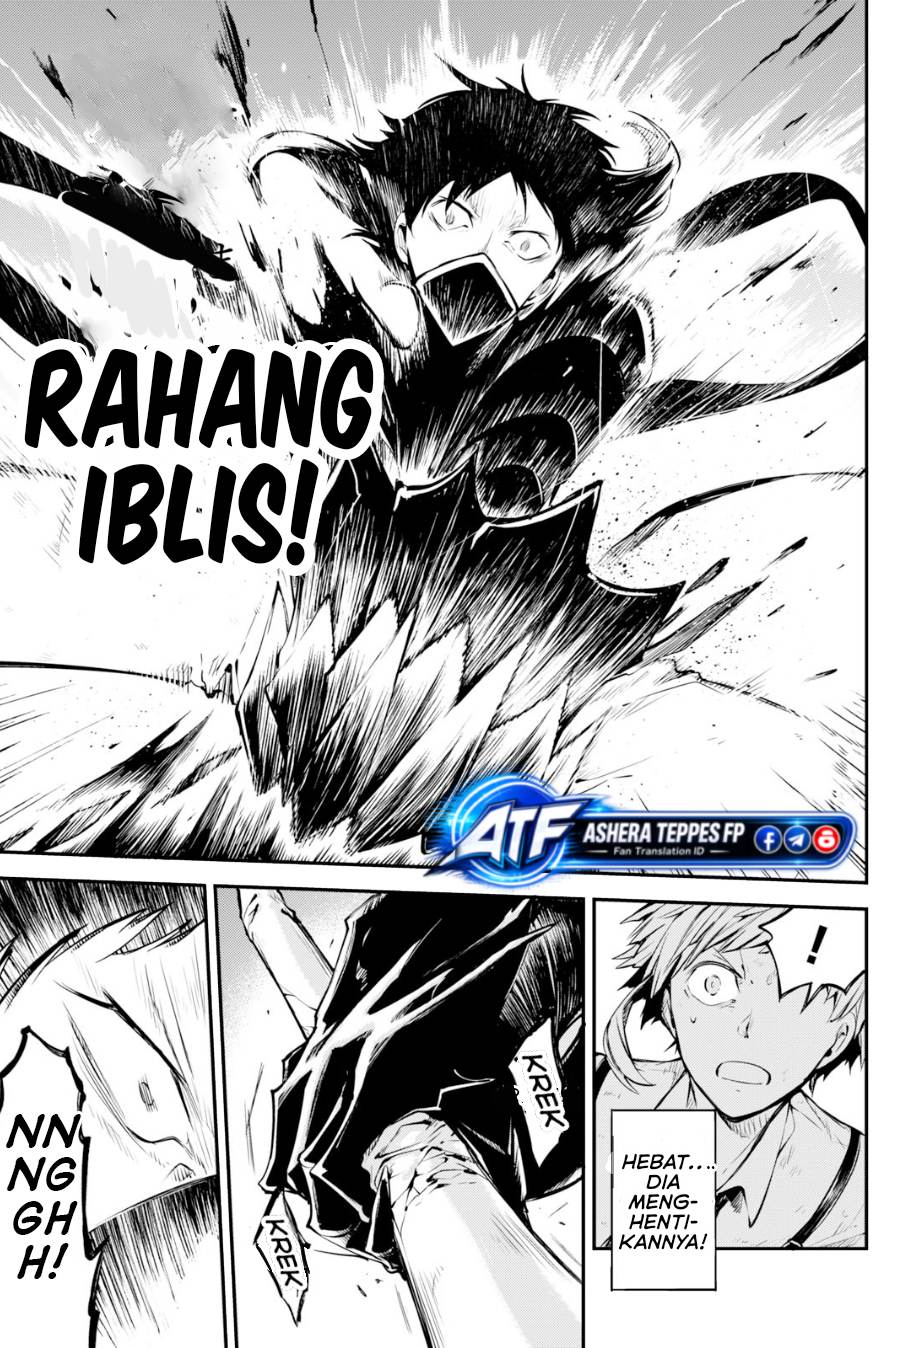 RAHANG
IBLIS!
ATF
ASHERA TEPPES FP
Fan Translation ID
!
HEBAT....
DIA
MENG-
HENTI-
KANNYA!
KREK
KREK
NN
NG
GH
H!